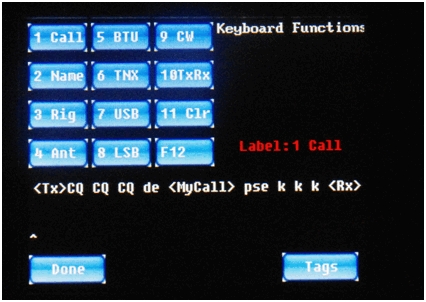 Keyboard Functions
1 Call 5 BTU 9 CW
2 Name 6 TNX 10TxRx
3 Rig 7 USB 11 Clr
4 Ant 8 LSB F12
Label:1 Call
<Tx>CQ CQ CQ de <MyCall> pse k k k <Rx>
^
Done Tags